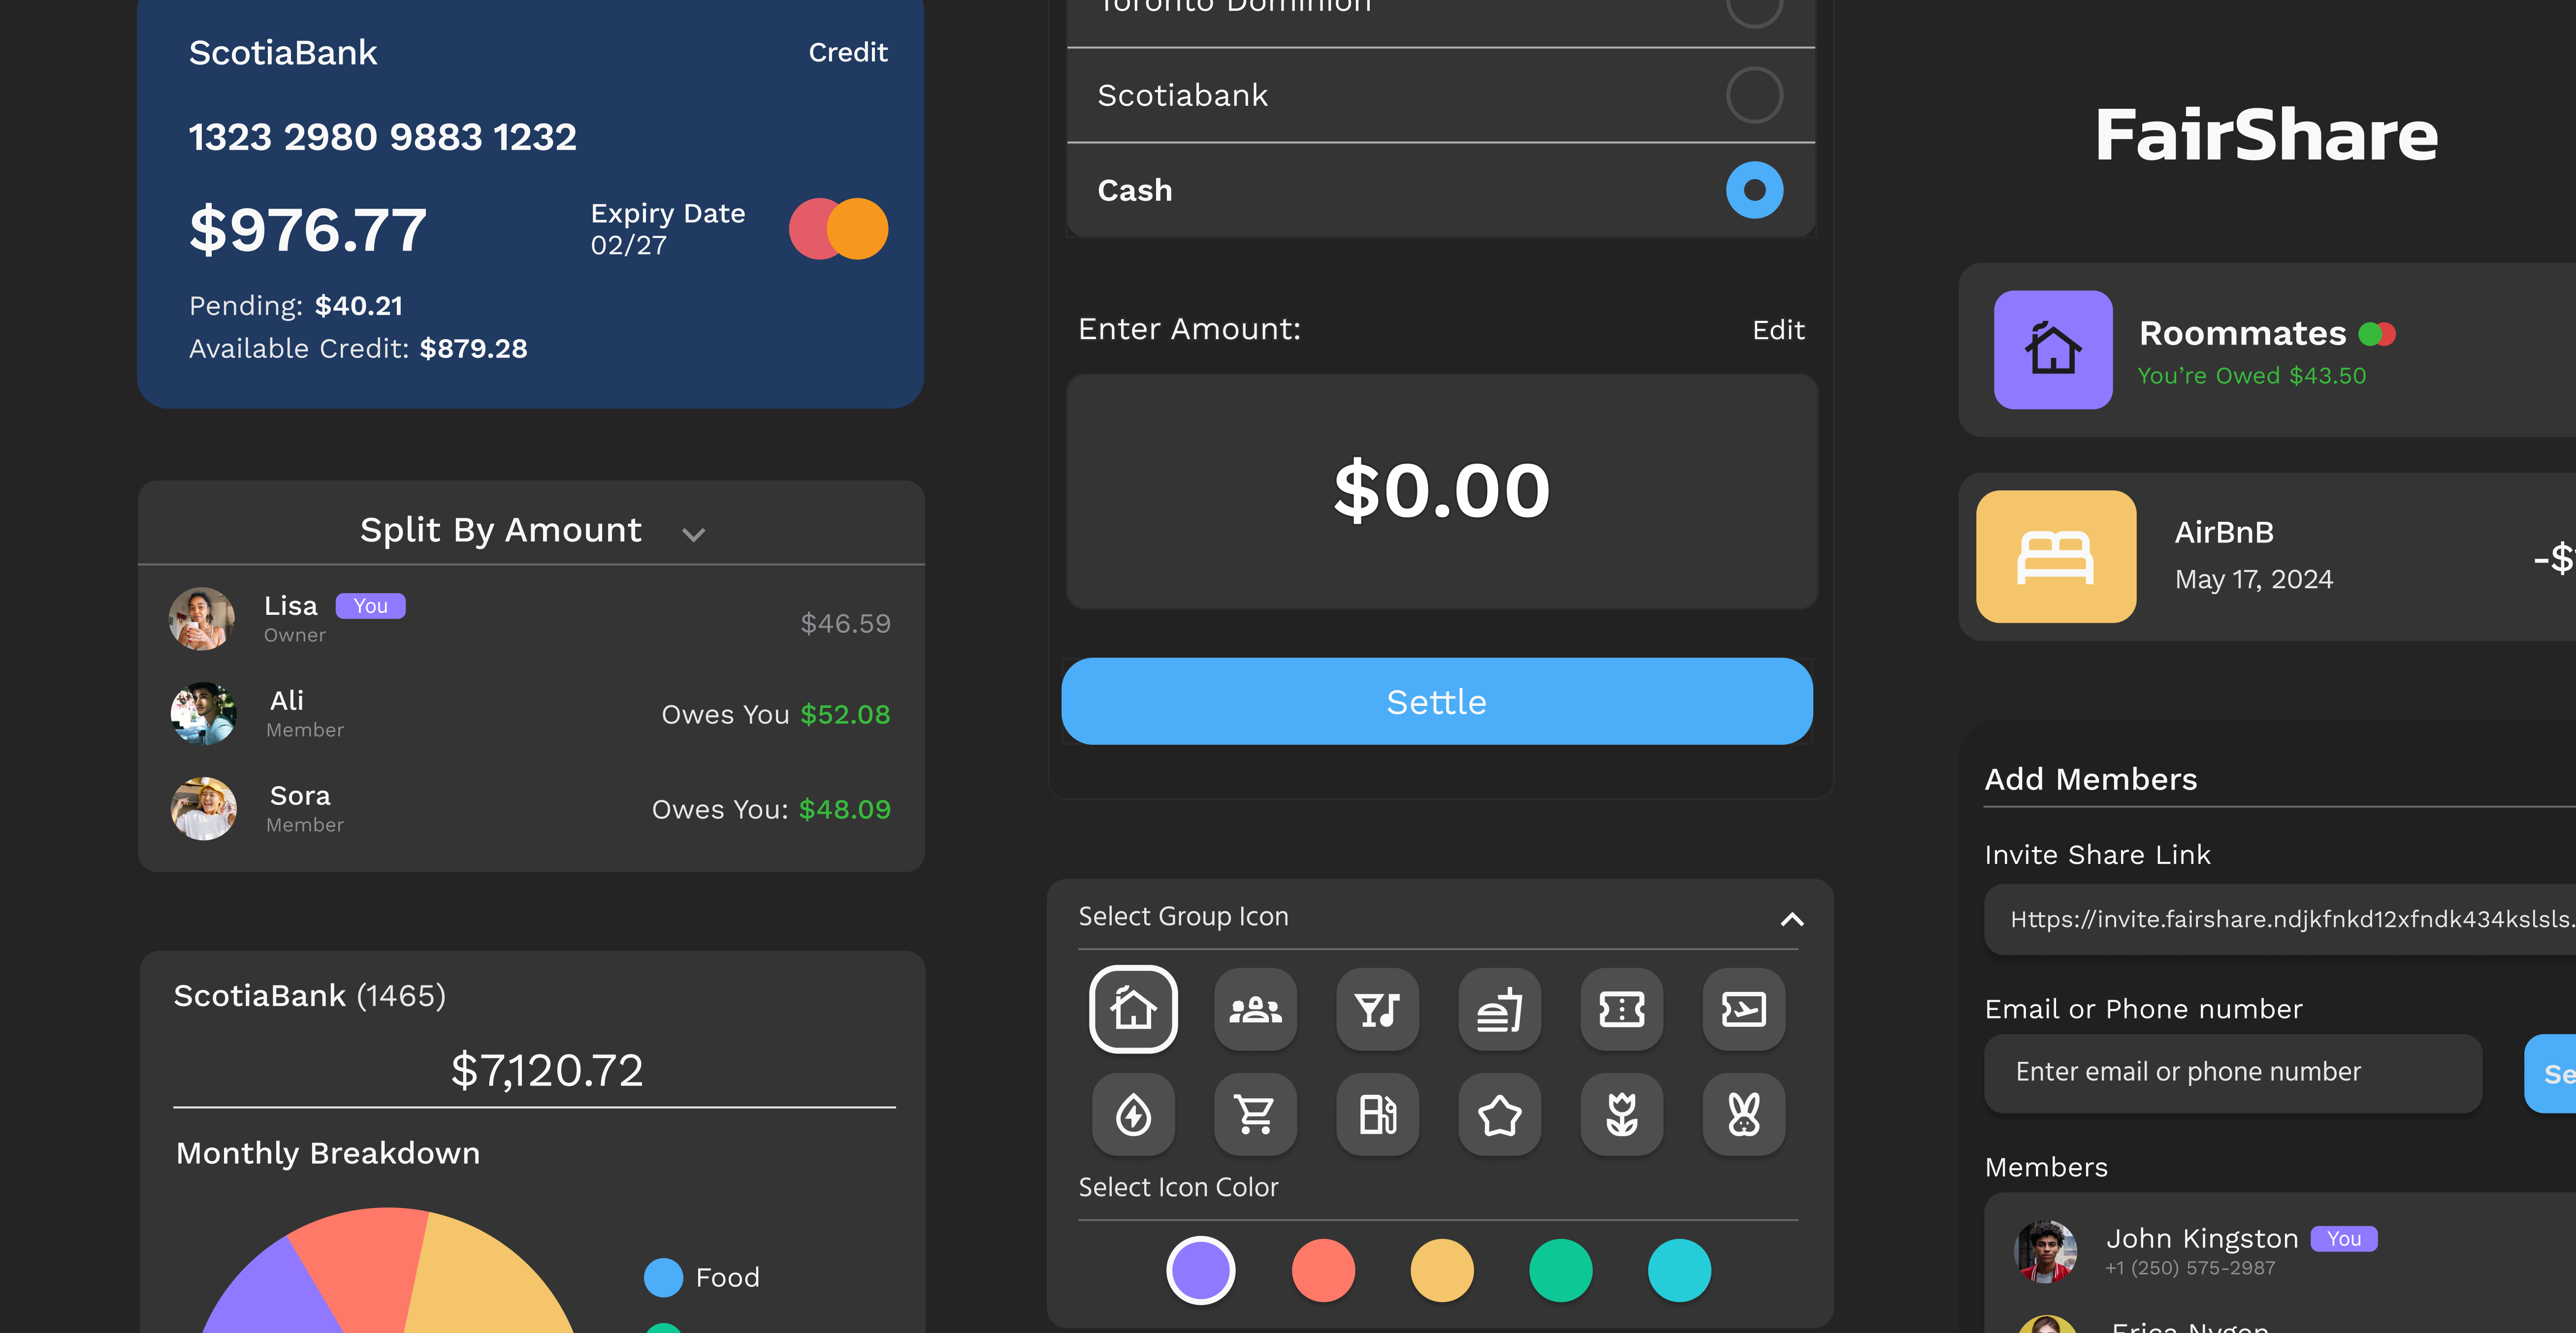 ScotiaBank
Credit
1323 2980 9883 1232
$976.77
Expiry Date
02/27
Pending: $40.21
Available Credit: $879.28
Split By Amount
Lisa You
Owner
$46.59
Ali
Member
Owes You $52.08
Sora
Member
Owes You: $48.09
ScotiaBank (1465)
$7,120.72
Monthly Breakdown
Food
Toronto Dominion
Scotiabank
Cash
Enter Amount:
Edit
$0.00
Settle
Select Group Icon
Select Icon Color
FairShare
Roommates
You’re Owed $43.50
AirBnB
May 17, 2024
-$
Add Members
Invite Share Link
Https://invite.fairshare.ndjkfnkd12xfndk434kslsls.
Email or Phone number
Enter email or phone number
Se
Members
John Kingston You
+1 (250) 575-2987
Erica Nygen